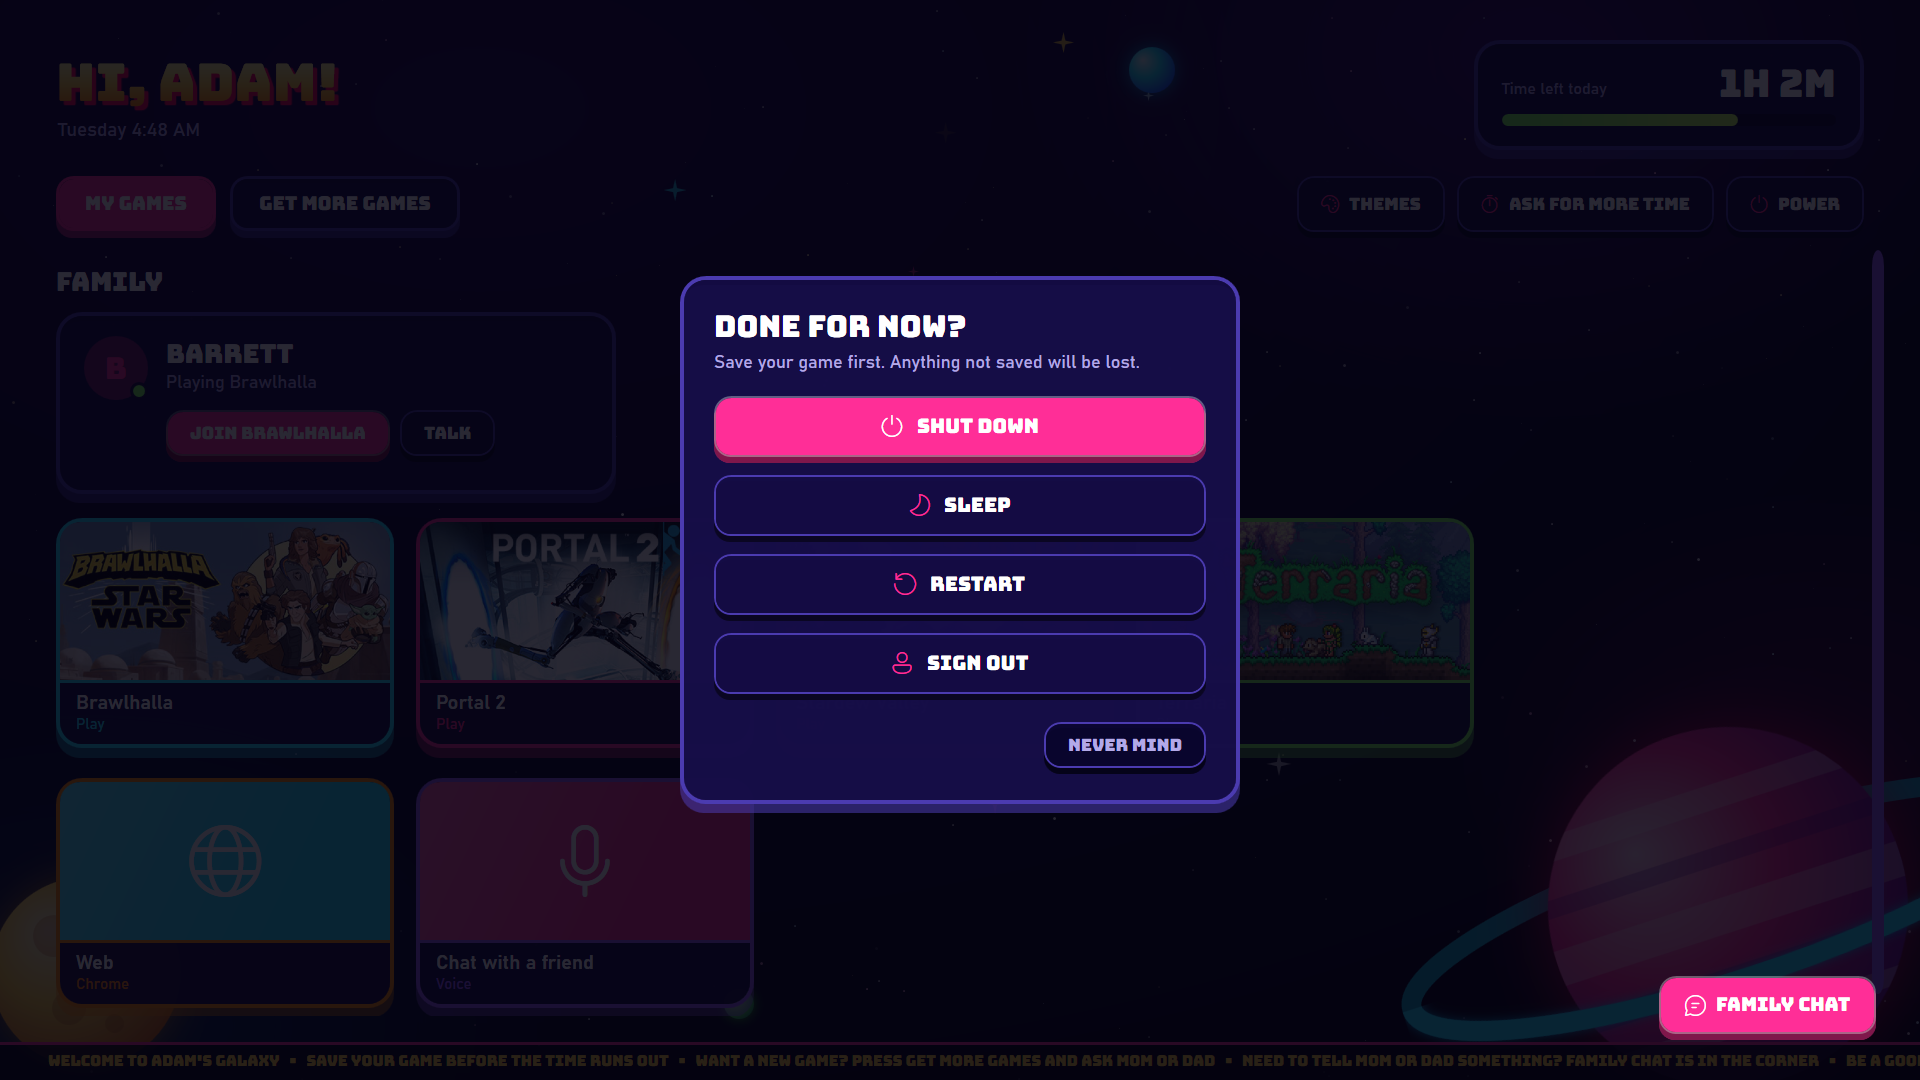 HI, ADAM!
Tuesday 4:48 AM
Time left today
1H 2M
MY GAMES
GET MORE GAMES
THEMES
ASK FOR MORE TIME
POWER
FAMILY
B
BARRETT
Playing Brawlhalla
JOIN BRAWLHALLA
TALK
DONE FOR NOW?
Save your game first. Anything not saved will be lost.
SHUT DOWN
SLEEP
RESTART
SIGN OUT
NEVER MIND
BRAWLHALLA
STAR WARS
Brawlhalla
Play
PORTAL 2
Portal 2
Play
Terraria
Web
Chrome
Chat with a friend
Voice
FAMILY CHAT
WELCOME TO ADAM'S GALAXY ▪ SAVE YOUR GAME BEFORE THE TIME RUNS OUT ▪ WANT A NEW GAME? PRESS GET MORE GAMES AND ASK MOM OR DAD ▪ NEED TO TELL MOM OR DAD SOMETHING? FAMILY CHAT IS IN THE CORNER ▪ BE A GOO